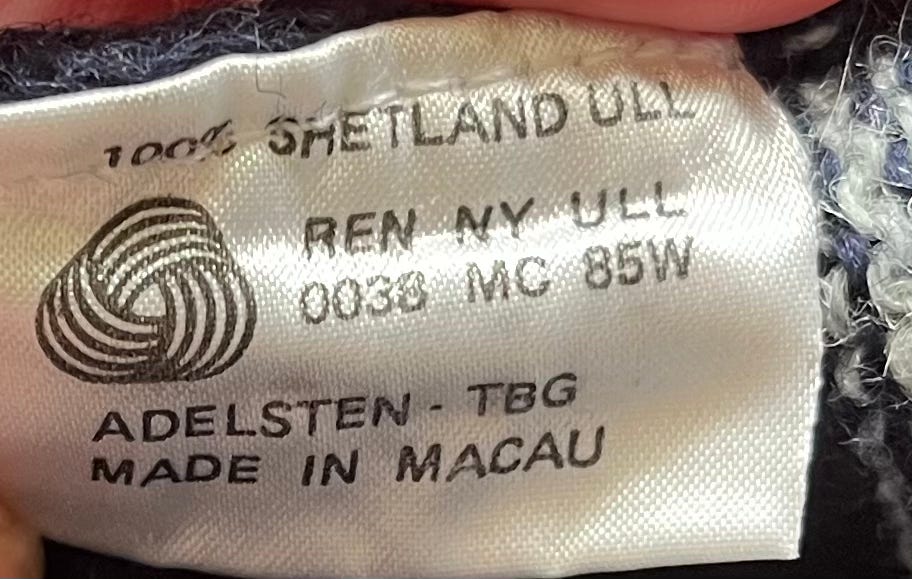 100% SHETLAND ULL
REN NY ULL
0038 MC 85W
ADELSTEN - TBG
MADE IN MACAU